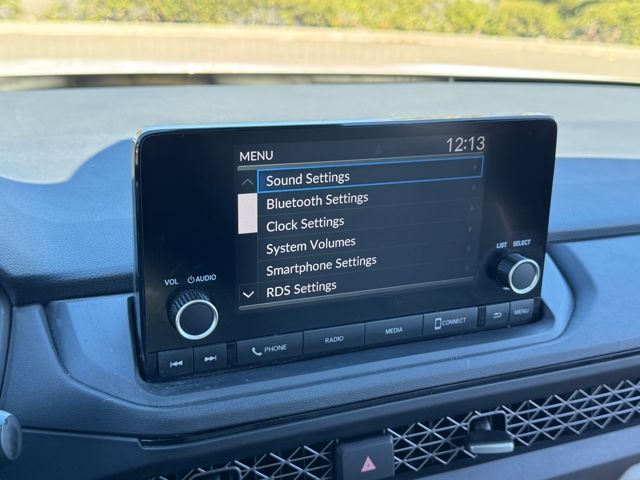 MENU 12:13
Sound Settings
Bluetooth Settings
Clock Settings
System Volumes
Smartphone Settings
RDS Settings
VOL AUDIO
LIST SELECT
PHONE RADIO MEDIA CONNECT MENU